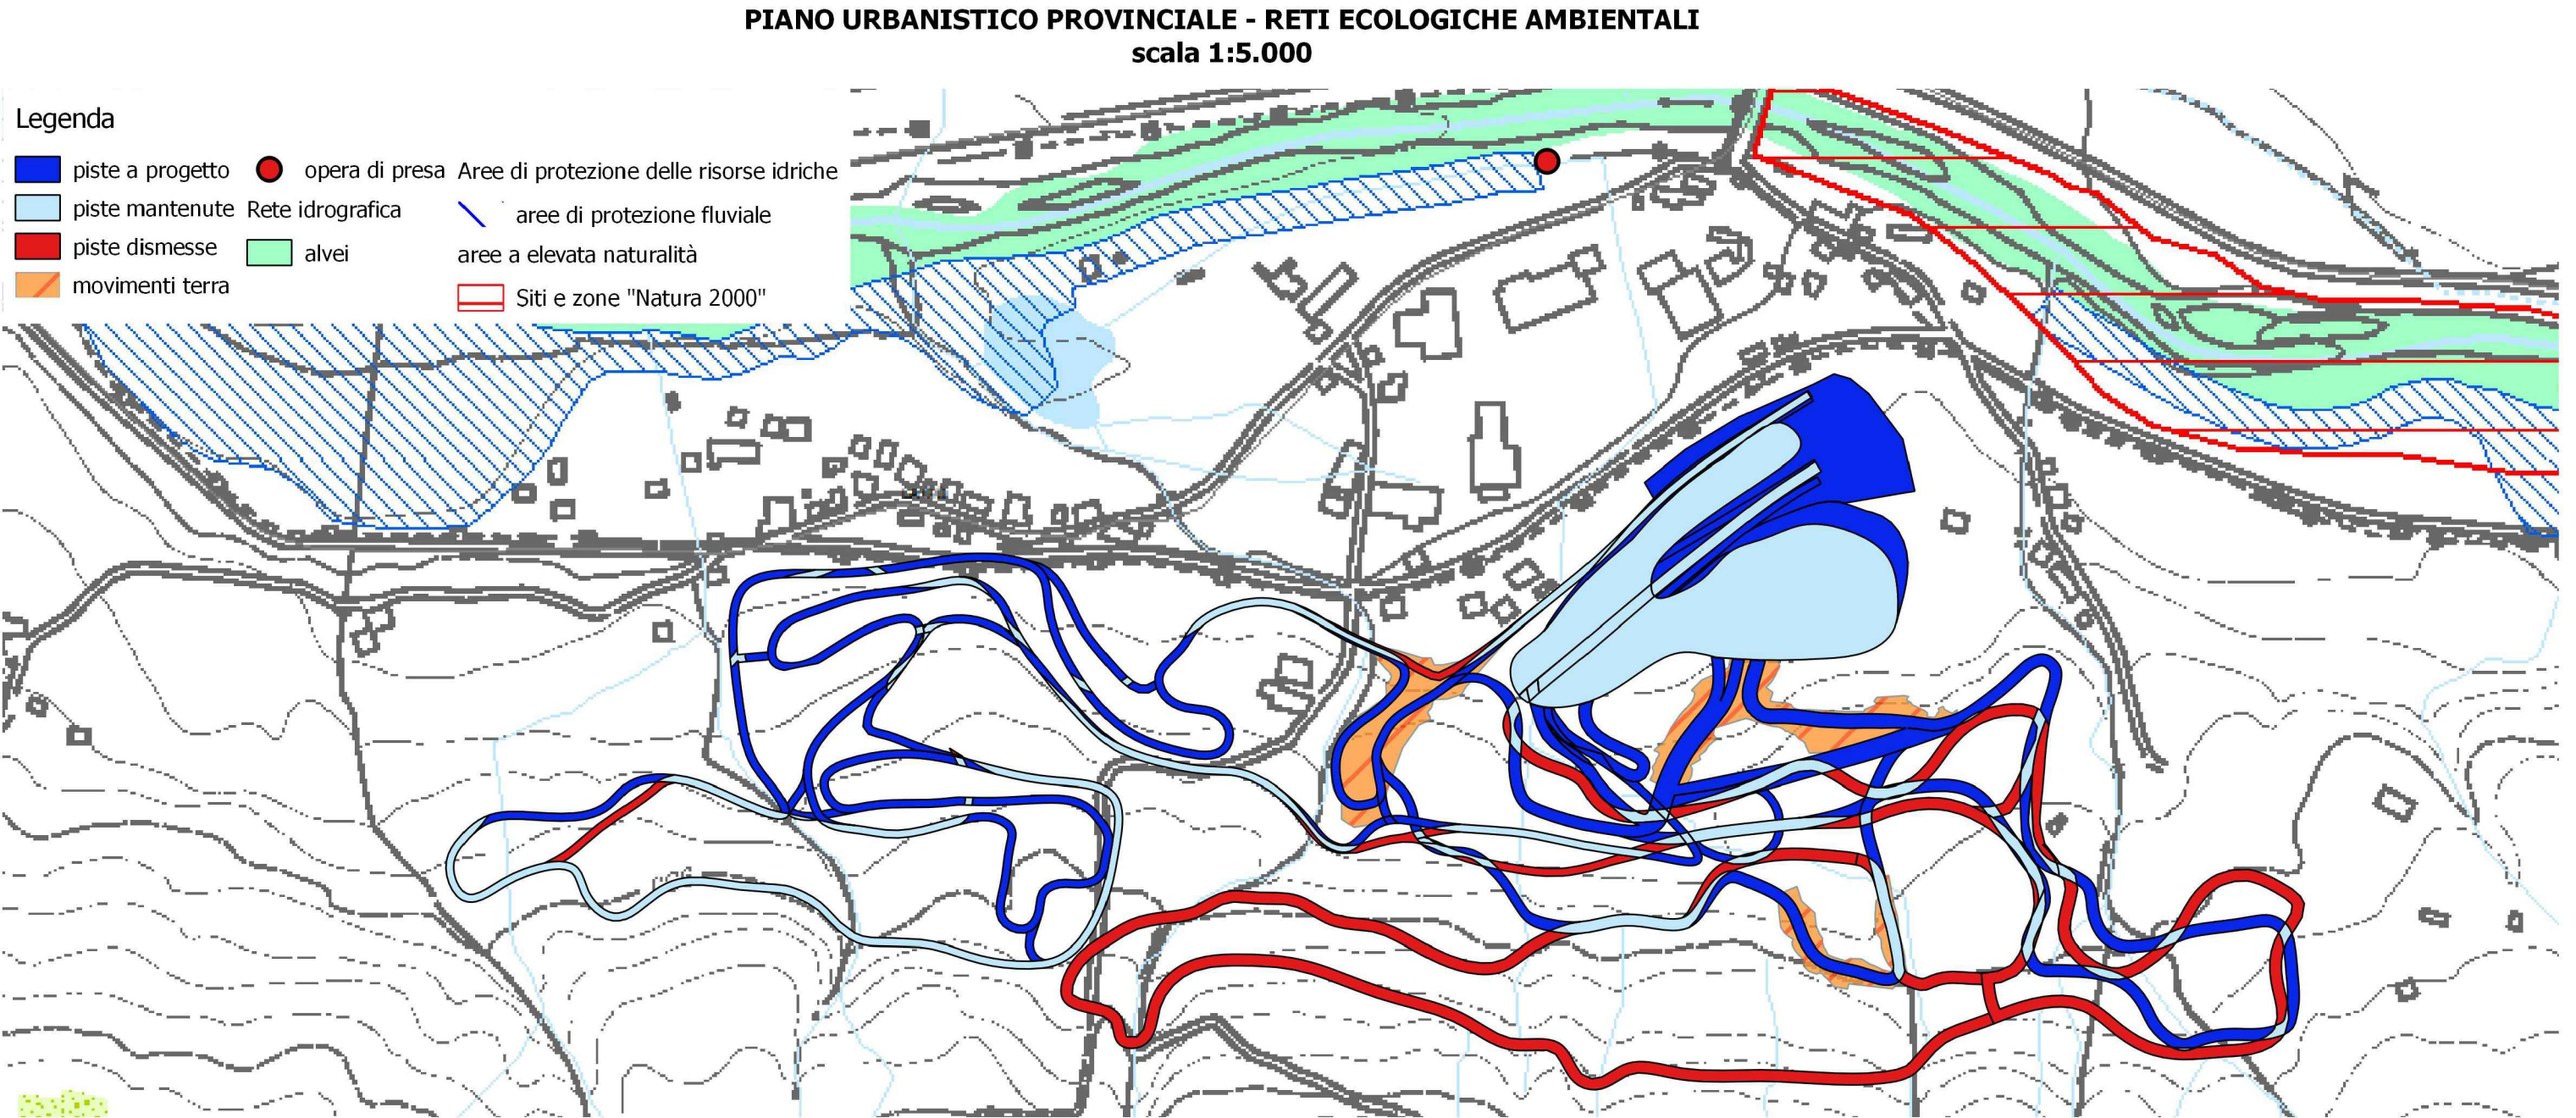 PIANO URBANISTICO PROVINCIALE - RETI ECOLOGICHE AMBIENTALI
scala 1:5.000
Legenda
piste a progetto
piste mantenute
piste dismesse
movimenti terra
opera di presa
Rete idrografica
alvei
Aree di protezione delle risorse idriche
aree di protezione fluviale
aree a elevata naturalità
Siti e zone "Natura 2000"